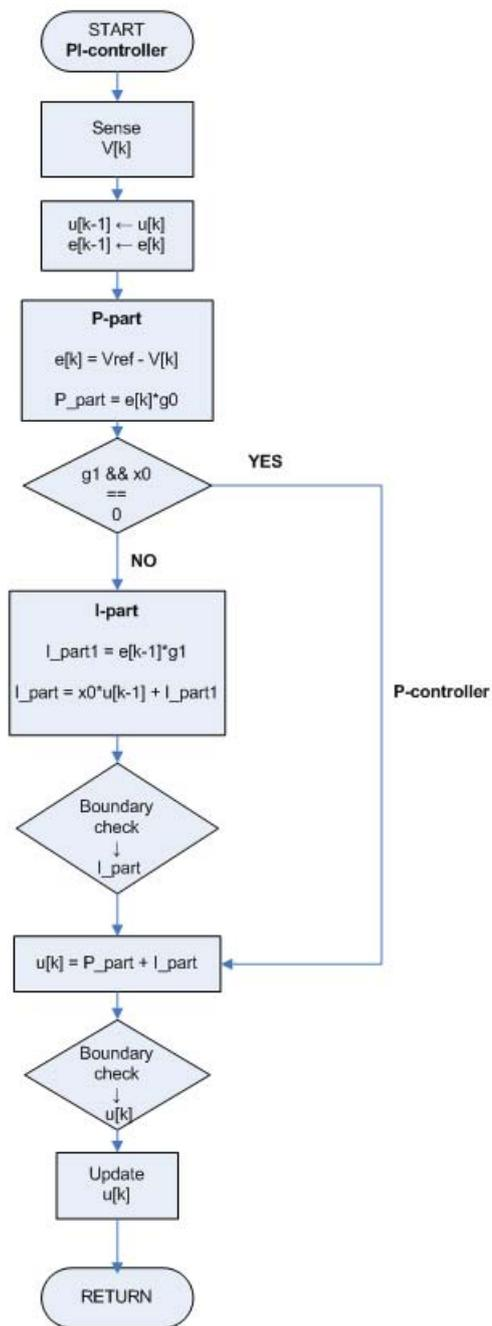 START
PI-controller
Sense
V[k]
u[k-1] ← u[k]
e[k-1] ← e[k]
P-part
e[k] = Vref - V[k]
P_part = e[k]*g0
g1 && x0
==
0
YES
NO
I-part
I_part1 = e[k-1]*g1
I_part = x0*u[k-1] + I_part1
P-controller
Boundary
check
↓
I_part
u[k] = P_part + I_part
Boundary
check
↓
u[k]
Update
u[k]
RETURN